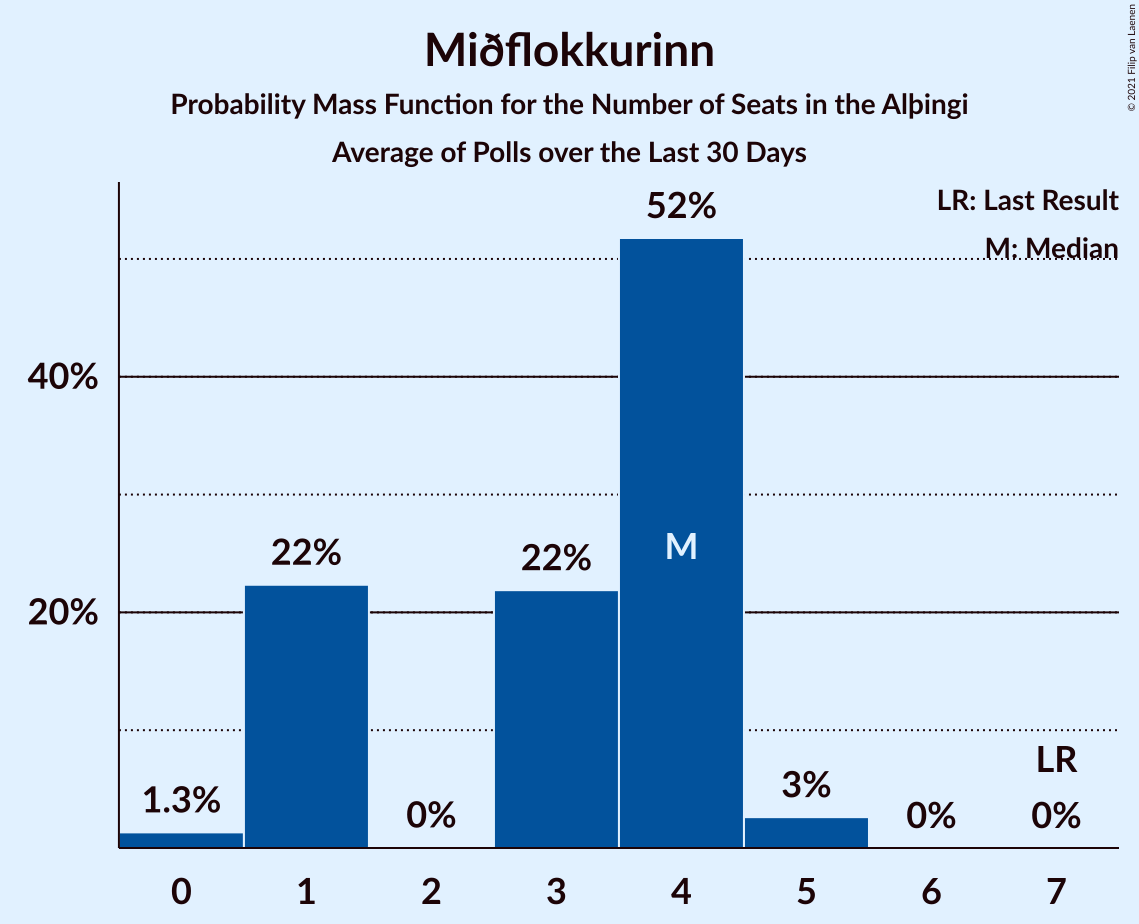 Miðflokkurinn
Probability Mass Function for the Number of Seats in the Alþingi
Average of Polls over the Last 30 Days
© 2021 Filip van Laenen
LR: Last Result
M: Median
52%
40%
M
22%
22%
20%
LR
1.3%
0%
3%
0%
0%
0 1 2 3 4 5 6 7